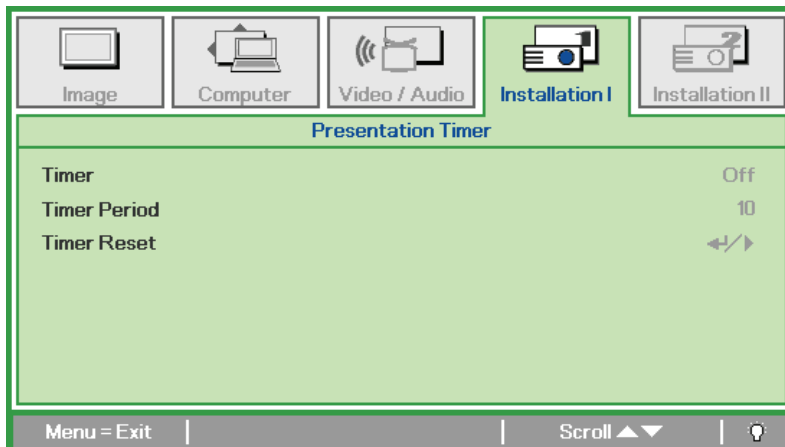 Image Computer Video / Audio Installation I Installation II
Presentation Timer
Timer Off
Timer Period 10
Timer Reset ↵/▶
Menu = Exit Scroll ▲▼